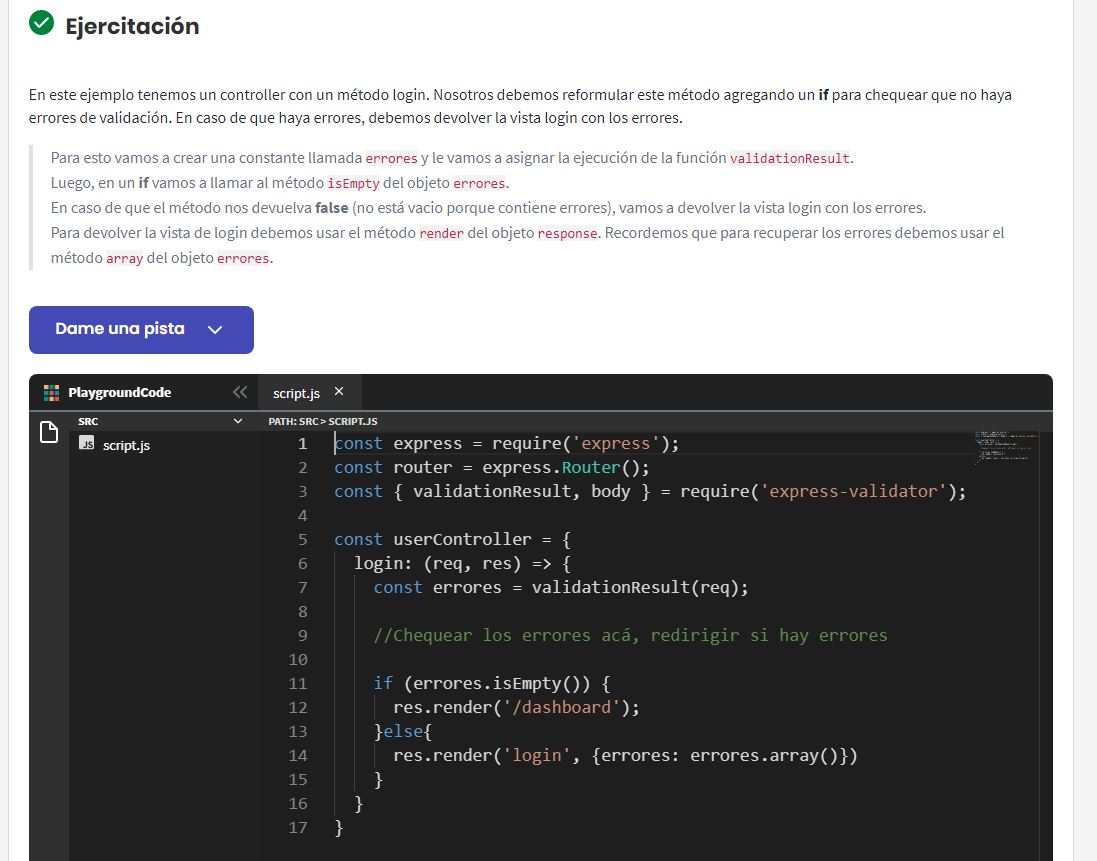 Ejercitación
En este ejemplo tenemos un controller con un método login. Nosotros debemos reformular este método agregando un if para chequear que no haya
errores de validación. En caso de que haya errores, debemos devolver la vista login con los errores.
Para esto vamos a crear una constante llamada errores y le vamos a asignar la ejecución de la función validationResult.
Luego, en un if vamos a llamar al método isEmpty del objeto errores.
En caso de que el método nos devuelva false (no está vacio porque contiene errores), vamos a devolver la vista login con los errores.
Para devolver la vista de login debemos usar el método render del objeto response. Recordemos que para recuperar los errores debemos usar el
método array del objeto errores.
Dame una pista
PlaygroundCode
script.js
SRC
PATH: SRC > SCRIPT.JS
JS script.js
1 const express = require('express');
2 const router = express.Router();
3 const { validationResult, body } = require('express-validator');
4
5 const userController = {
6 login: (req, res) => {
7 const errores = validationResult(req);
8
9 //Chequear los errores acá, redirigir si hay errores
10
11 if (errores.isEmpty()) {
12 res.render('/dashboard');
13 }else{
14 res.render('login', {errores: errores.array()})
15 }
16 }
17 }